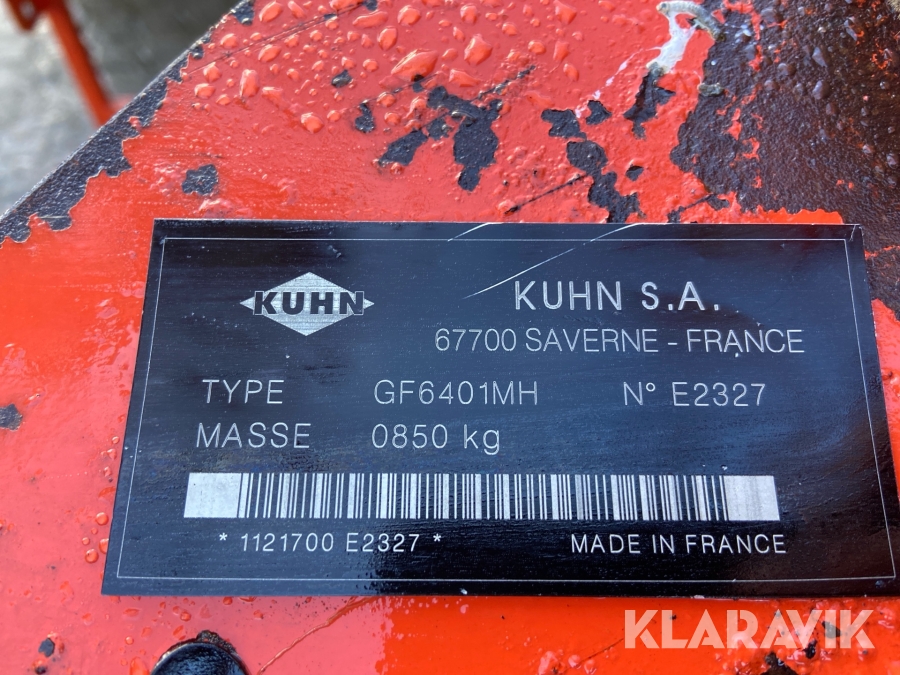 KUHN
KUHN S.A.
67700 SAVERNE - FRANCE
TYPE GF6401MH N° E2327
MASSE 0850 kg
* 1121700 E2327 * MADE IN FRANCE
KLARAVIK